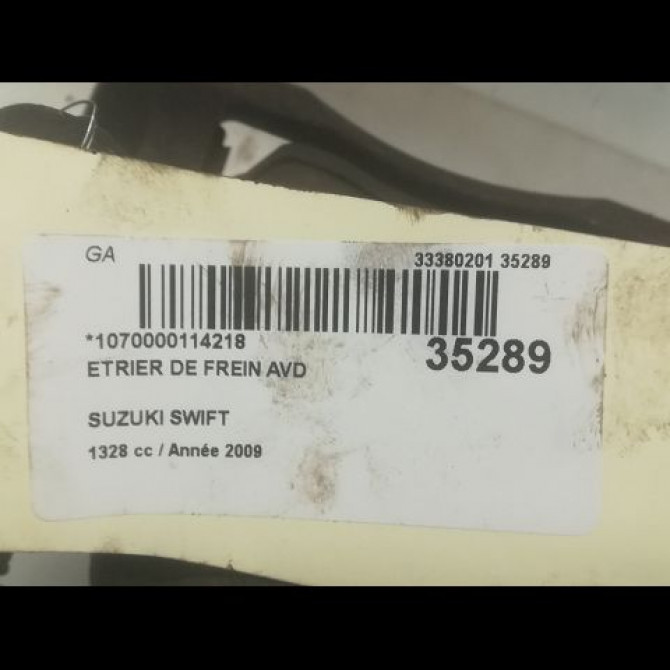 GA
33380201 35289
*1070000114218
35289
ETRIER DE FREIN AVD
SUZUKI SWIFT
1328 cc / Année 2009